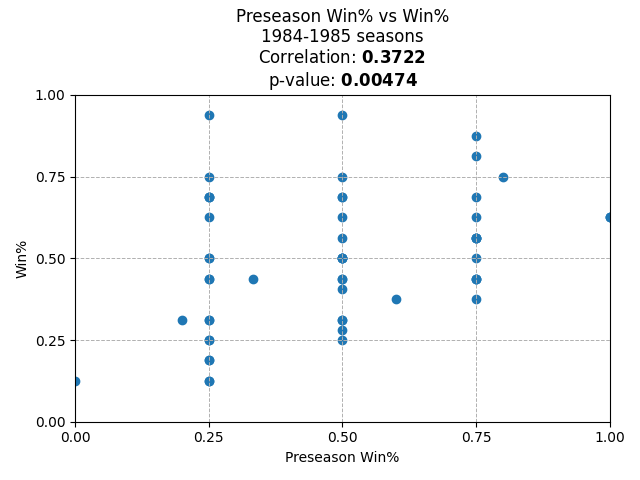 Preseason Win% vs Win%
1984-1985 seasons
Correlation: 0.3722
p-value: 0.00474
1.00
0.75
0.50
0.25
0.00
Win%
0.00 0.25 0.50 0.75 1.00
Preseason Win%